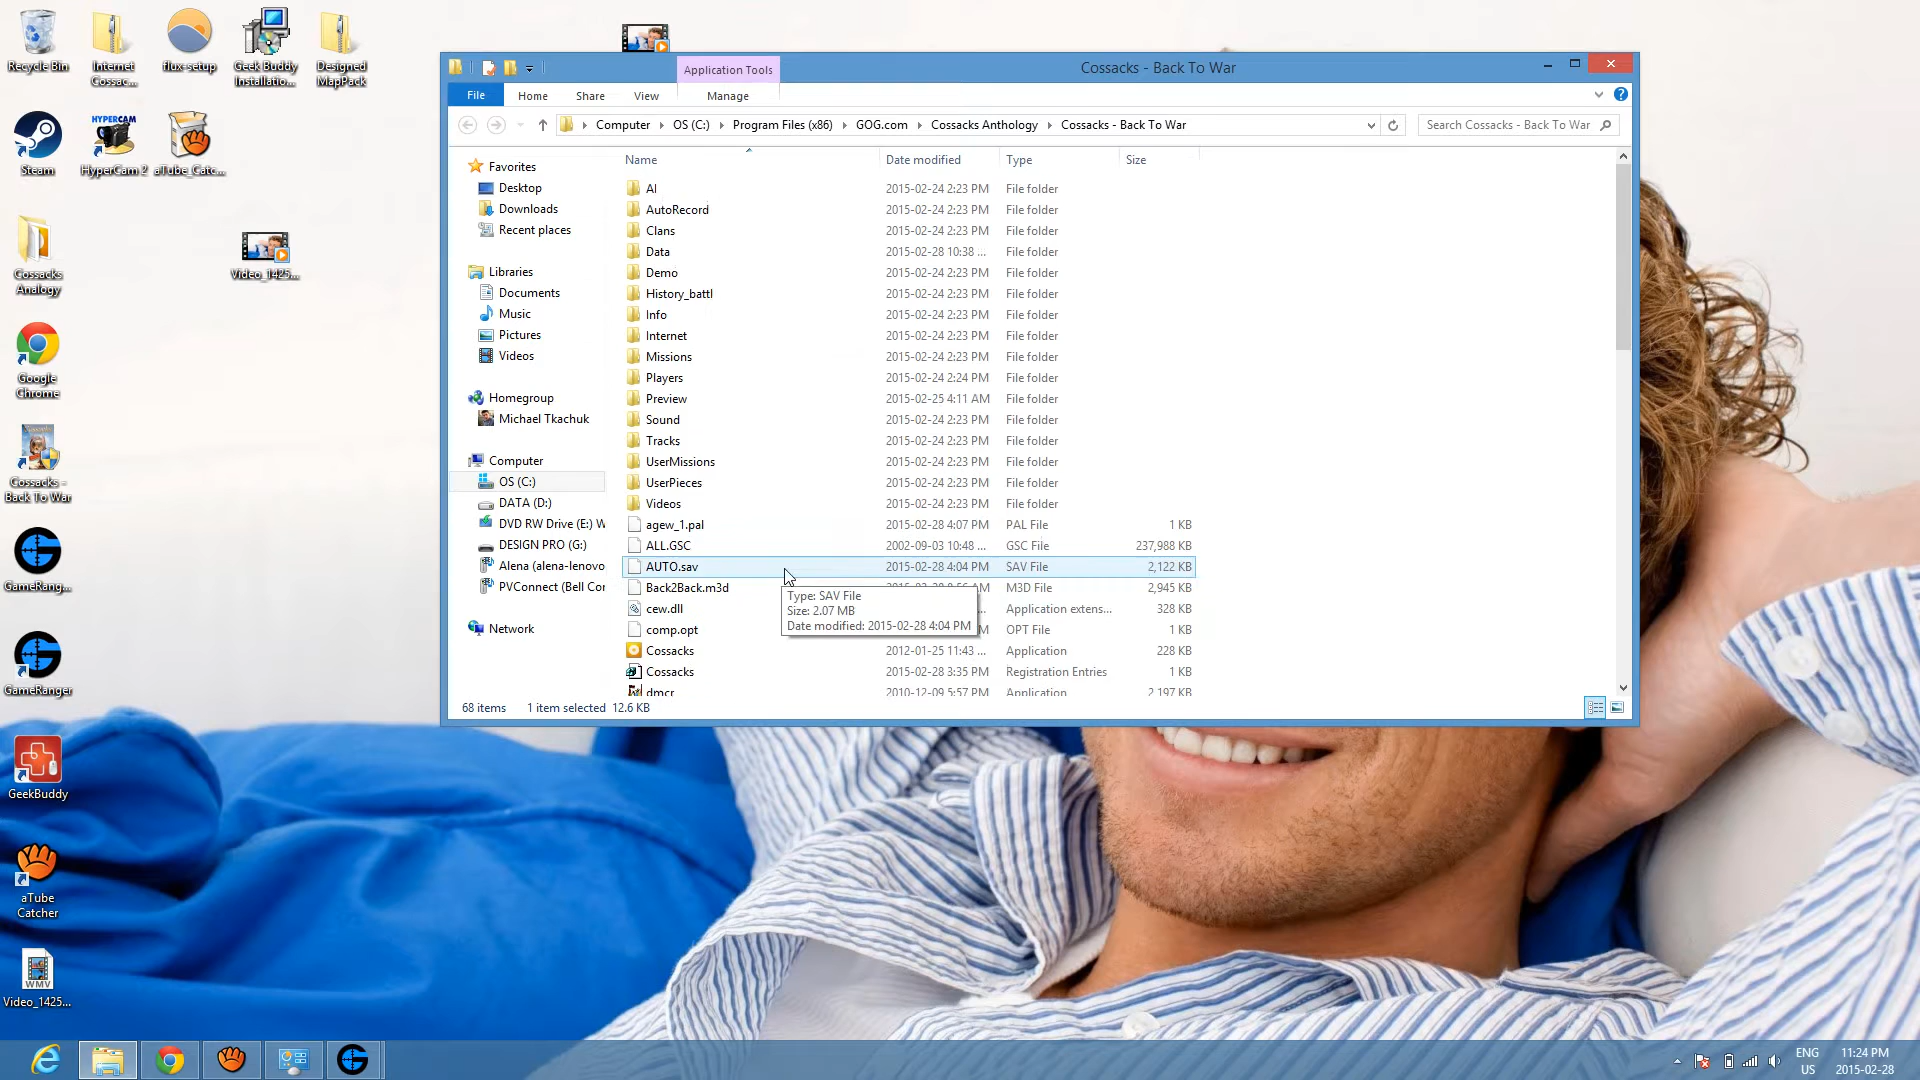 Recycle Bin
Internet
Cossac...
flux-setup
Geek Buddy
Installatio...
Designed
MapPack
Steam
HYPERCAM
HyperCam 2
aTube_Catc...
Cossacks
Analogy
Video_1425...
Google
Chrome
Cossacks -
Back To War
GameRang...
GameRanger
GeekBuddy
aTube
Catcher
WMV
Video_1425...
Application Tools
Cossacks - Back To War
File
Home
Share
View
Manage
Computer
OS (C:)
Program Files (x86)
GOG.com
Cossacks Anthology
Cossacks - Back To War
Search Cossacks - Back To War
Favorites
Desktop
Downloads
Recent places
Libraries
Documents
Music
Pictures
Videos
Homegroup
Michael Tkachuk
Computer
OS (C:)
DATA (D:)
DVD RW Drive (E:) W
DESIGN PRO (G:)
Alena (alena-lenovo
PVConnect (Bell Cor
Network
Name Date modified Type Size
AI 2015-02-24 2:23 PM File folder
AutoRecord 2015-02-24 2:23 PM File folder
Clans 2015-02-24 2:23 PM File folder
Data 2015-02-28 10:38 ... File folder
Demo 2015-02-24 2:23 PM File folder
History_battl 2015-02-24 2:23 PM File folder
Info 2015-02-24 2:23 PM File folder
Internet 2015-02-24 2:23 PM File folder
Missions 2015-02-24 2:23 PM File folder
Players 2015-02-24 2:24 PM File folder
Preview 2015-02-25 4:11 AM File folder
Sound 2015-02-24 2:23 PM File folder
Tracks 2015-02-24 2:23 PM File folder
UserMissions 2015-02-24 2:23 PM File folder
UserPieces 2015-02-24 2:23 PM File folder
Videos 2015-02-24 2:23 PM File folder
agew_1.pal 2015-02-28 4:07 PM PAL File 1 KB
ALL.GSC 2002-09-03 10:48 ... GSC File 237,988 KB
AUTO.sav 2015-02-28 4:04 PM SAV File 2,122 KB
Back2Back.m3d M3D File 2,945 KB
cew.dll Application extens... 328 KB
comp.opt OPT File 1 KB
Cossacks 2012-01-25 11:43 ... Application 228 KB
Cossacks 2015-02-28 3:35 PM Registration Entries 1 KB
dmcr 2010-12-09 5:57 PM Application 2,197 KB
Type: SAV File
Size: 2.07 MB
Date modified: 2015-02-28 4:04 PM
68 items 1 item selected 12.6 KB
ENG
US
11:24 PM
2015-02-28